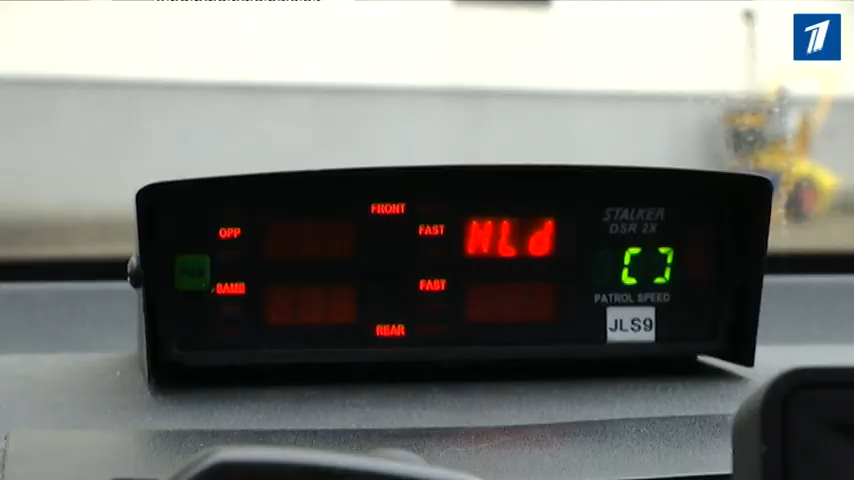 FRONT
OPP
FAST
HLd
STALKER
DSR 2X
[ ]
SAME
FAST
PATROL SPEED
REAR
JLS9